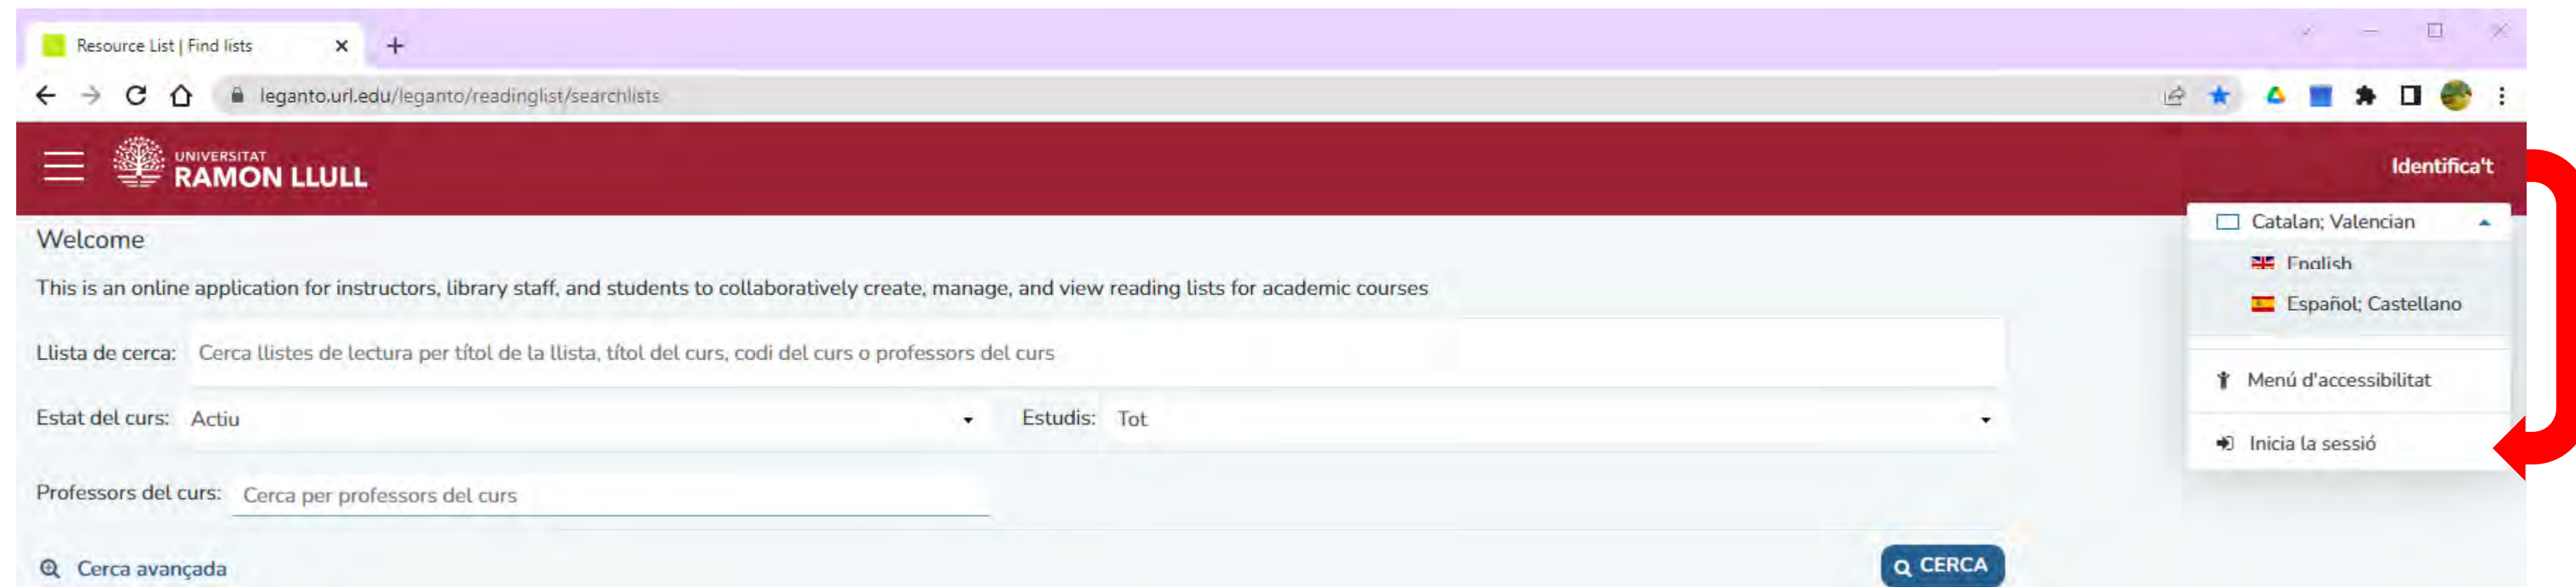 Resource List | Find lists
leganto.url.edu/leganto/readinglist/searchlists
UNIVERSITAT
RAMON LLULL
Identifica't
Catalan; Valencian
English
Español; Castellano
Menú d'accessibilitat
Inicia la sessió
Welcome
This is an online application for instructors, library staff, and students to collaboratively create, manage, and view reading lists for academic courses
Llista de cerca: Cerca llistes de lectura per títol de la llista, títol del curs, codi del curs o professors del curs
Estat del curs: Actiu Estudis: Tot
Professors del curs: Cerca per professors del curs
Cerca avançada CERCA